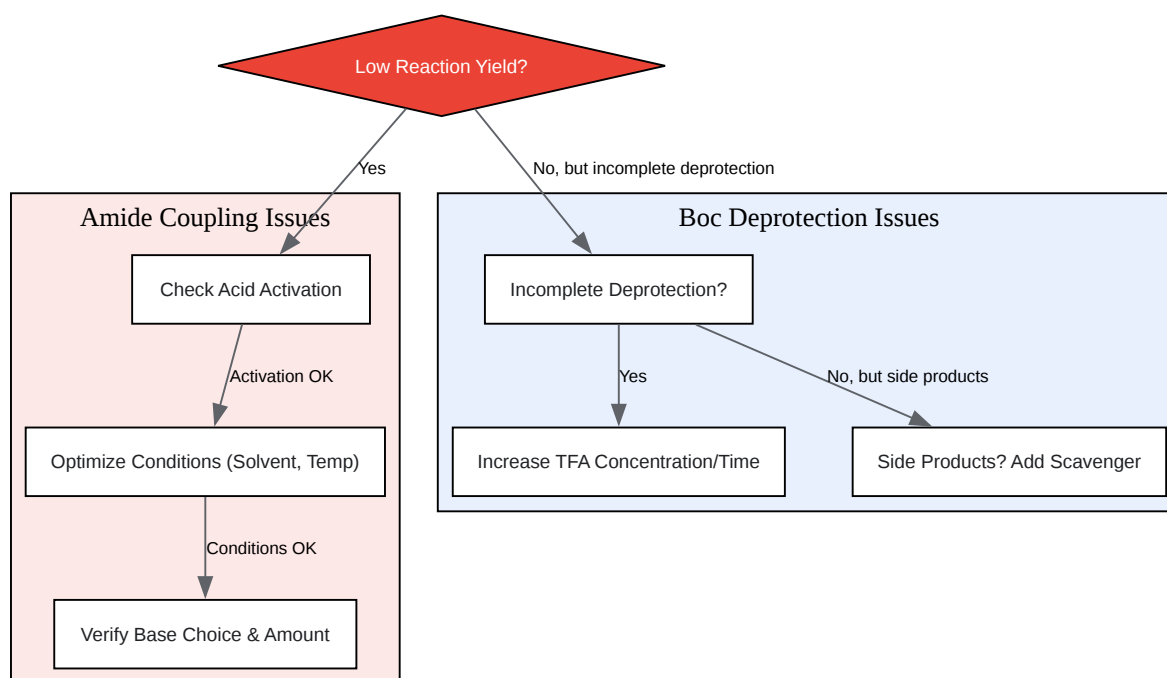 Low Reaction Yield?
Yes
No, but incomplete deprotection
Amide Coupling Issues
Boc Deprotection Issues
Check Acid Activation
Incomplete Deprotection?
Activation OK
Yes
No, but side products
Optimize Conditions (Solvent, Temp)
Increase TFA Concentration/Time
Side Products? Add Scavenger
Conditions OK
Verify Base Choice & Amount